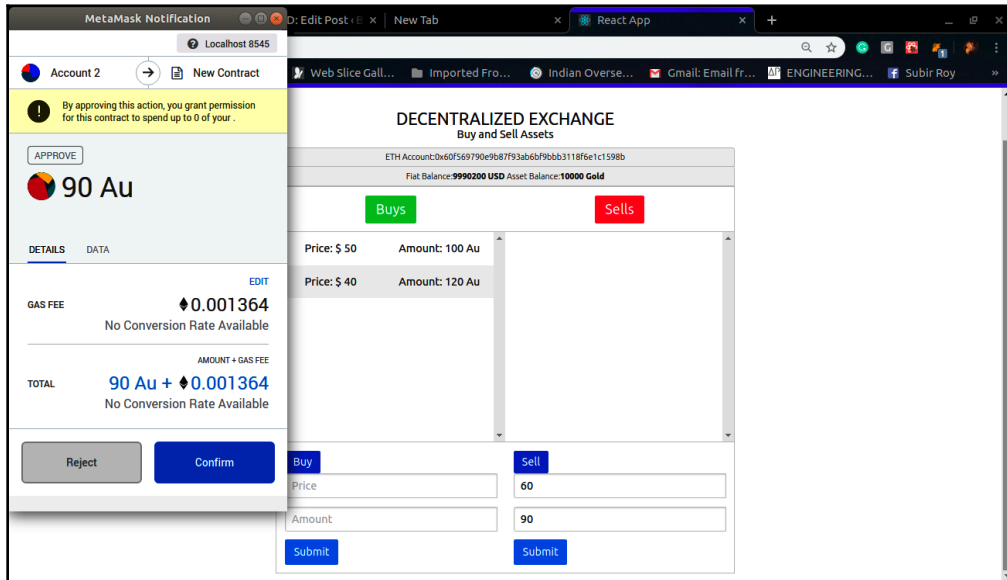 MetaMask Notification
Localhost 8545
Account 2
New Contract
By approving this action, you grant permission
for this contract to spend up to 0 of your .
APPROVE
90 Au
DETAILS DATA
EDIT
GAS FEE 0.001364
No Conversion Rate Available
AMOUNT + GAS FEE
TOTAL 90 Au + 0.001364
No Conversion Rate Available
Reject Confirm
D: Edit Post ‹ New Tab React App
Web Slice Gall... Imported Fro... Indian Overse... Gmail: Email fr... ENGINEERING... Subir Roy »
DECENTRALIZED EXCHANGE
Buy and Sell Assets
ETH Account:0x60f569790e9b87f93ab6bf9bbb3118f6e1c1598b
Fiat Balance:9990200 USD Asset Balance:10000 Gold
Buys Sells
Price: $ 50 Amount: 100 Au
Price: $ 40 Amount: 120 Au
Buy Sell
Price 60
Amount 90
Submit Submit